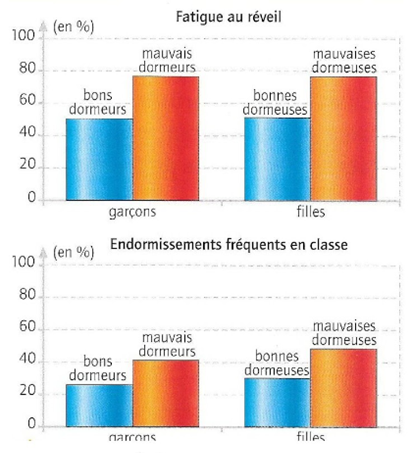 Fatigue au réveil
(en %)
100
80
60
40
20
0
bons
dormeurs
mauvais
dormeurs
bonnes
dormeuses
mauvaises
dormeuses
garçons
filles
Endormissements fréquents en classe
(en %)
100
80
60
40
20
0
bons
dormeurs
mauvais
dormeurs
bonnes
dormeuses
mauvaises
dormeuses
garçons
filles